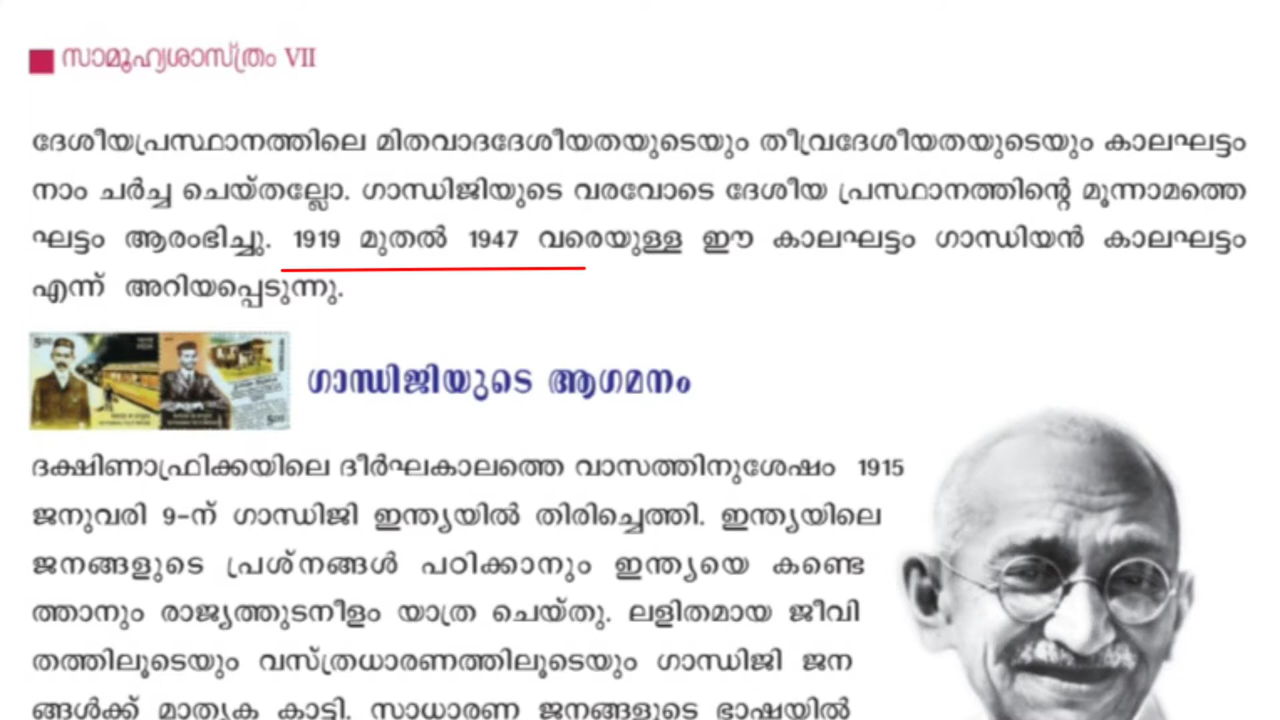 സാമൂഹ്യശാസ്ത്രം VII
ദേശീയപ്രസ്ഥാനത്തിലെ മിതവാദദേശീയതയുടെയും തീവ്രദേശീയതയുടെയും കാലഘട്ടം
നാം ചർച്ച ചെയ്തല്ലോ. ഗാന്ധിജിയുടെ വരവോടെ ദേശീയ പ്രസ്ഥാനത്തിന്റെ മൂന്നാമത്തെ
ഘട്ടം ആരംഭിച്ചു. 1919 മുതൽ 1947 വരെയുള്ള ഈ കാലഘട്ടം ഗാന്ധിയൻ കാലഘട്ടം
എന്ന് അറിയപ്പെടുന്നു.
ഗാന്ധിജിയുടെ ആഗമനം
ദക്ഷിണാഫ്രിക്കയിലെ ദീർഘകാലത്തെ വാസത്തിനുശേഷം 1915
ജനുവരി 9-ന് ഗാന്ധിജി ഇന്ത്യയിൽ തിരിച്ചെത്തി. ഇന്ത്യയിലെ
ജനങ്ങളുടെ പ്രശ്നങ്ങൾ പഠിക്കാനും ഇന്ത്യയെ കണ്ടെ
ത്താനും രാജ്യത്തുടനീളം യാത്ര ചെയ്തു. ലളിതമായ ജീവി
തത്തിലൂടെയും വസ്ത്രധാരണത്തിലൂടെയും ഗാന്ധിജി ജന
ങ്ങൾക്ക് മാതൃക കാട്ടി. സാധാരണ ജനങ്ങളുടെ ഭാഷയിൽ